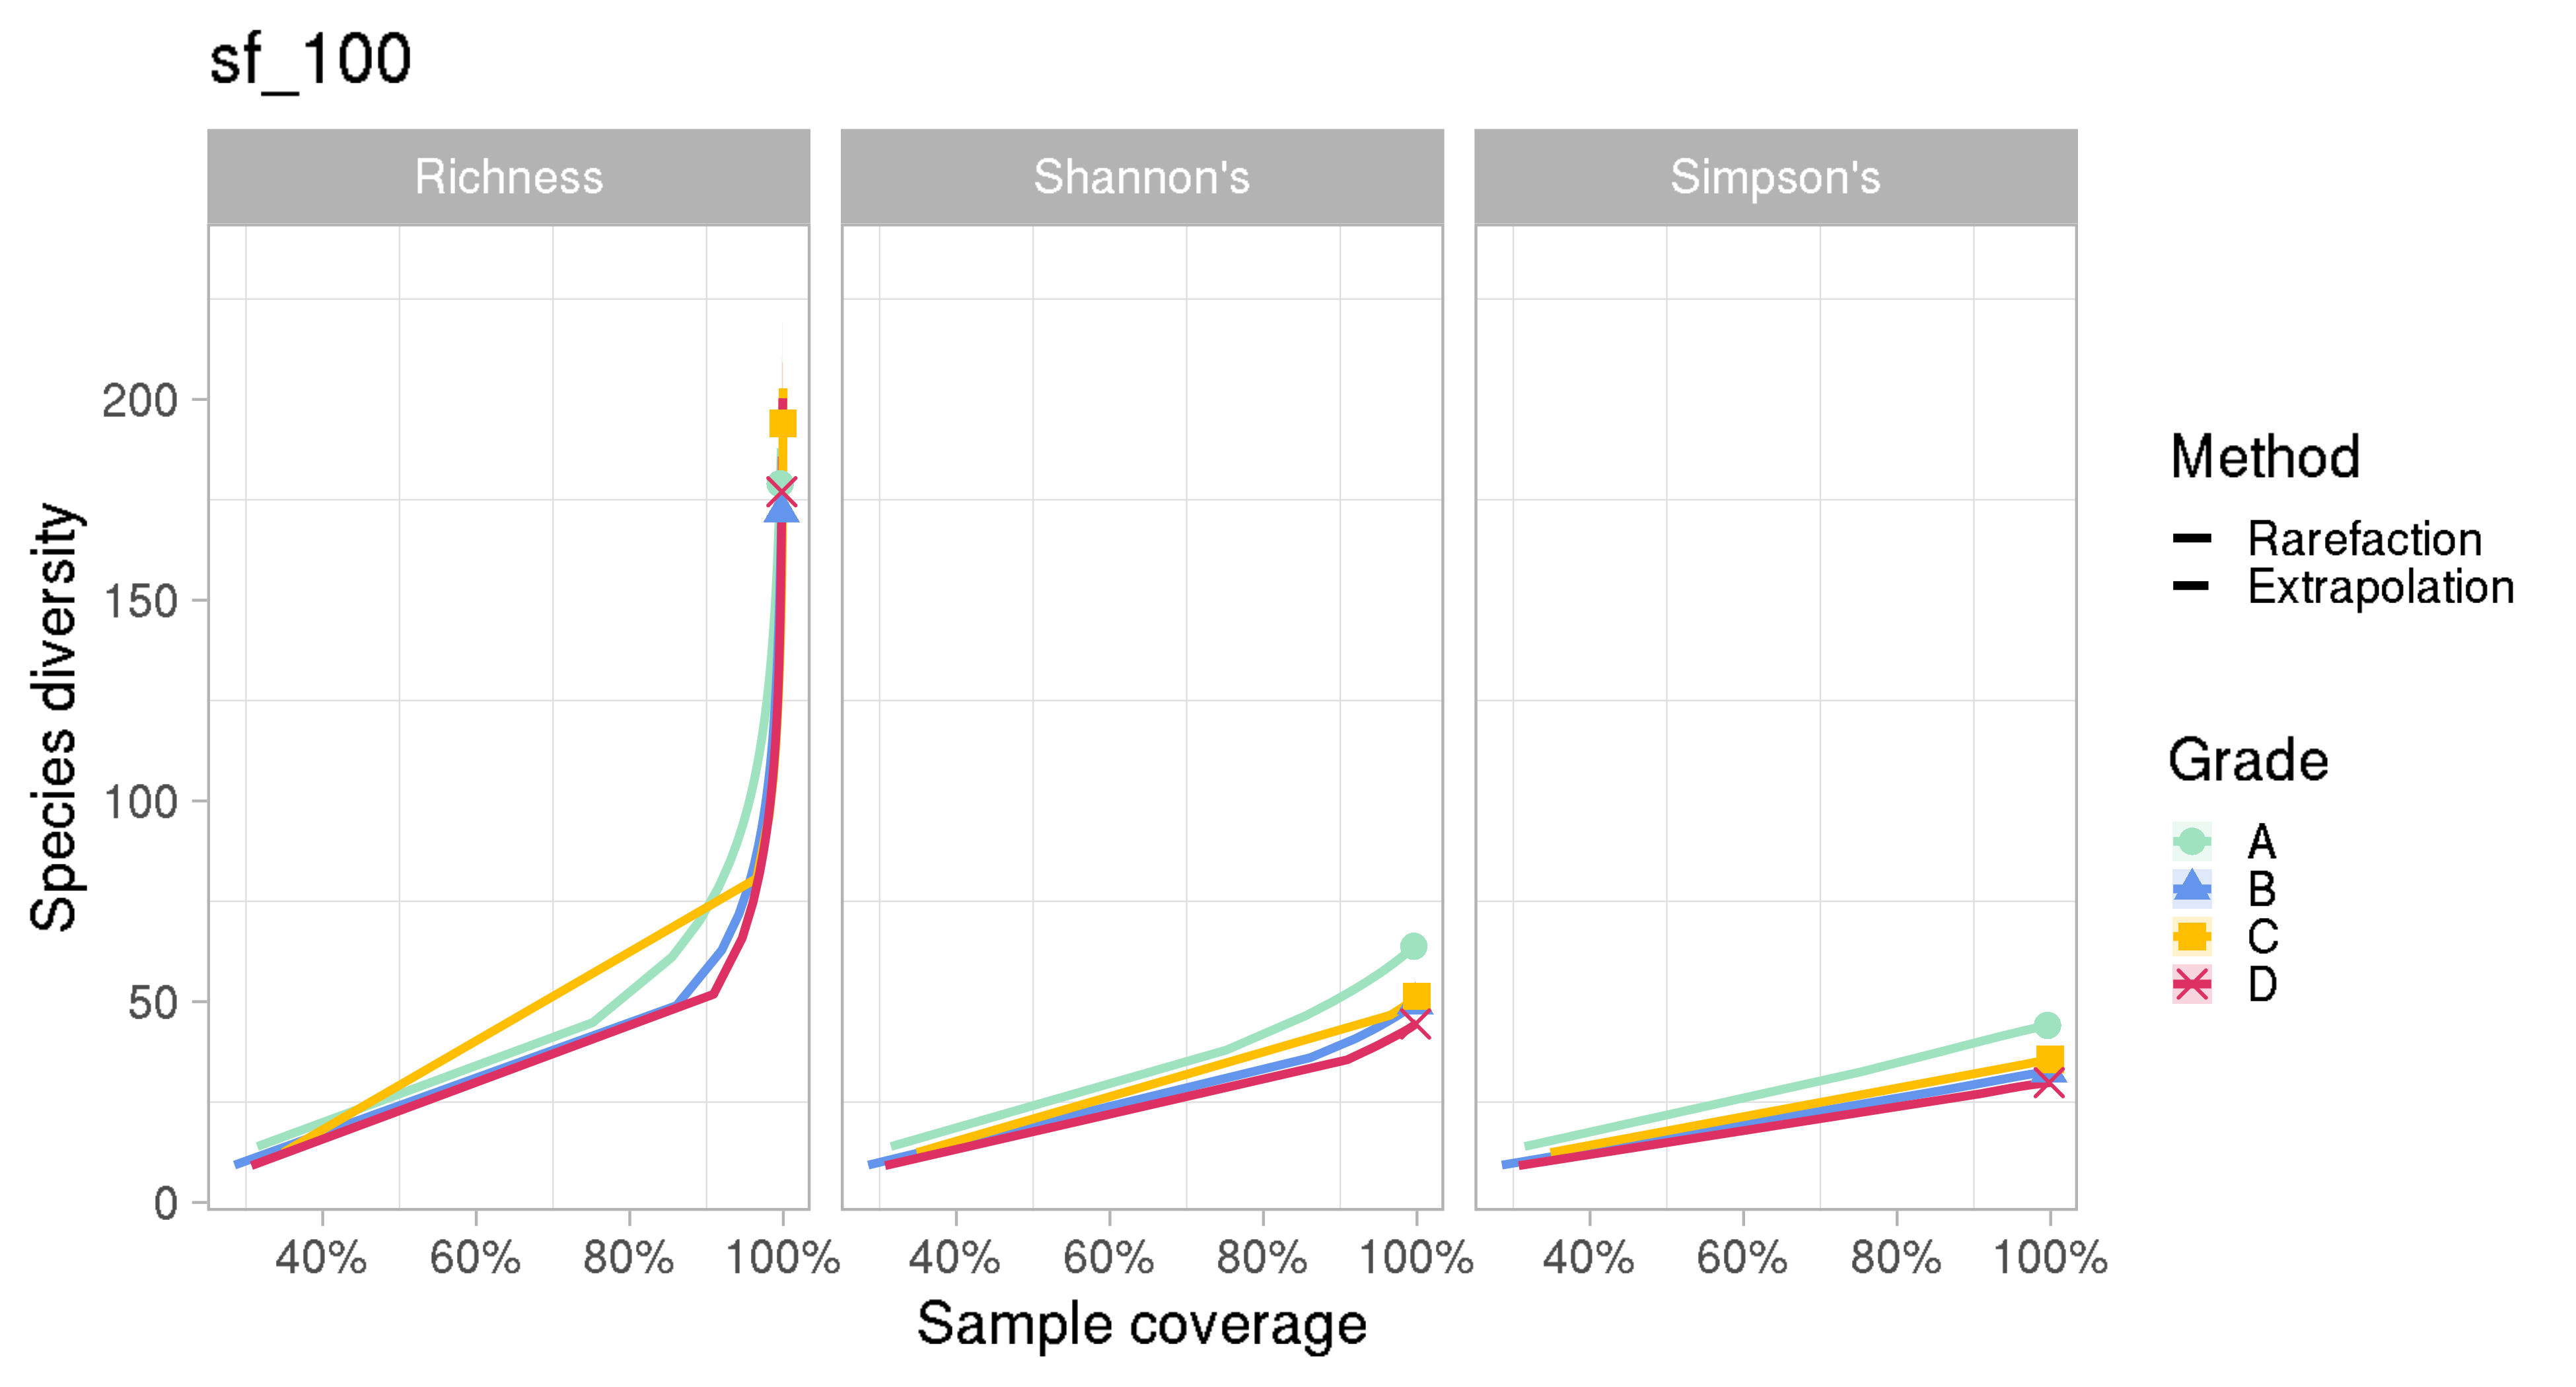 sf_100
Richness
Shannon's
Simpson's
Species diversity
200
150
100
50
0
40% 60% 80% 100%
40% 60% 80% 100%
40% 60% 80% 100%
Sample coverage
Method
Rarefaction
Extrapolation
Grade
A
B
C
D